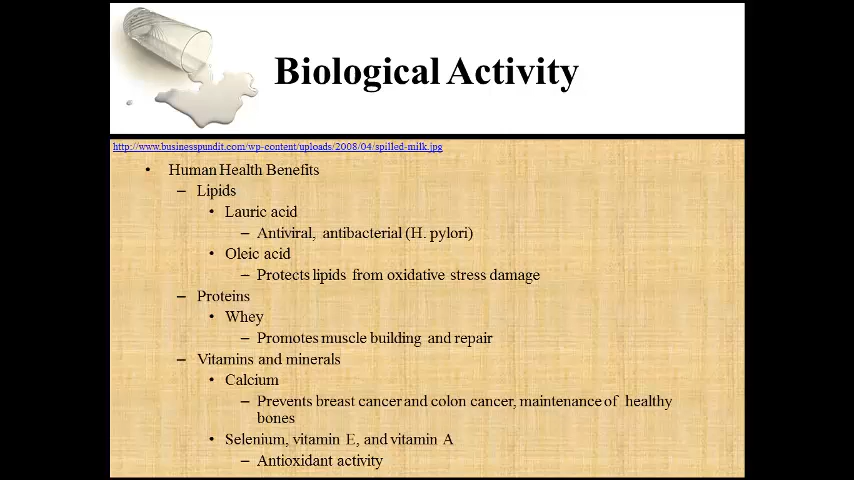 Biological Activity
http://www.businesspundit.com/wp-content/uploads/2008/04/spilled-milk.jpg
• Human Health Benefits
– Lipids
• Lauric acid
– Antiviral, antibacterial (H. pylori)
• Oleic acid
– Protects lipids from oxidative stress damage
– Proteins
• Whey
– Promotes muscle building and repair
– Vitamins and minerals
• Calcium
– Prevents breast cancer and colon cancer, maintenance of healthy
bones
• Selenium, vitamin E, and vitamin A
– Antioxidant activity